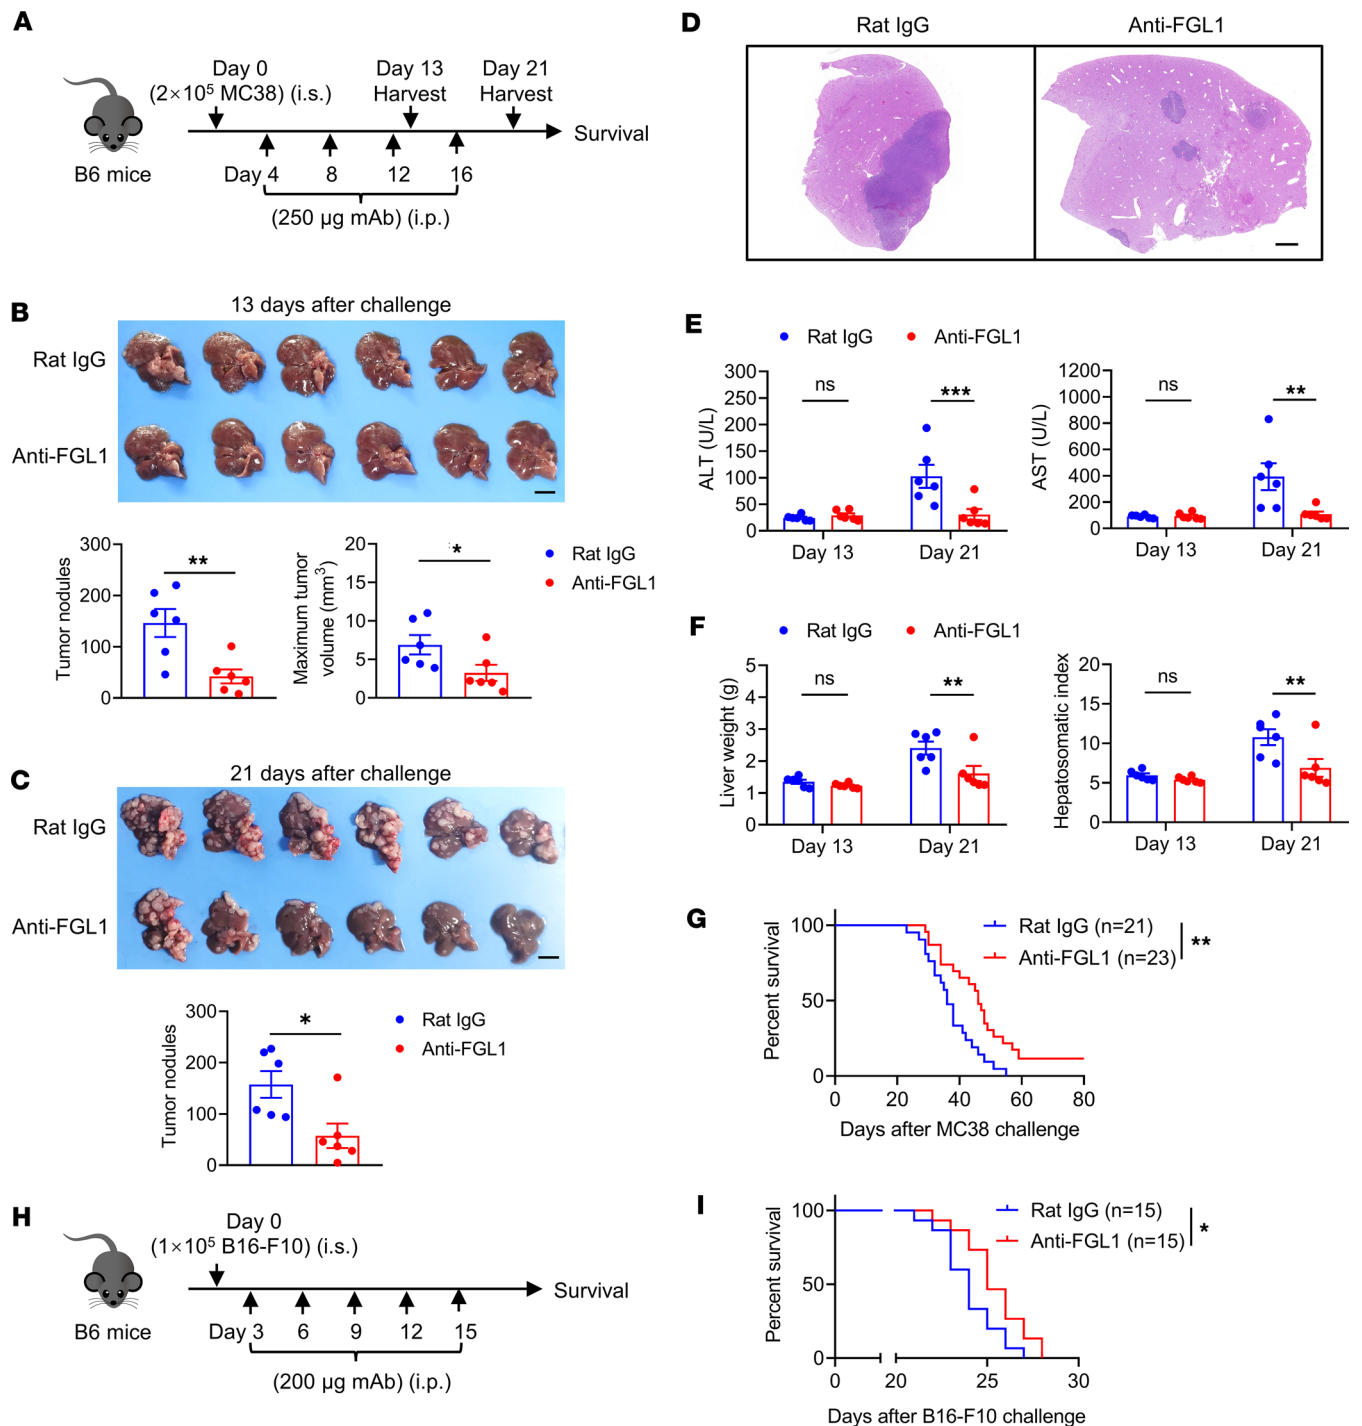 A
Day 0
(2×10⁵ MC38) (i.s.)
Day 13
Harvest
Day 21
Harvest
Survival
B6 mice
Day 4 8 12 16
(250 µg mAb) (i.p.)
B
13 days after challenge
Rat IgG
Anti-FGL1
Tumor nodules
300
200
100
0
**
Maximum tumor
volume (mm³)
20
15
10
5
0
*
Rat IgG
Anti-FGL1
C
21 days after challenge
Rat IgG
Anti-FGL1
Tumor nodules
300
200
100
0
*
Rat IgG
Anti-FGL1
D
Rat IgG Anti-FGL1
E
Rat IgG Anti-FGL1
ALT (U/L)
300
250
200
150
100
50
0
ns
***
Day 13 Day 21
AST (U/L)
1200
1000
800
600
400
200
0
ns
**
Day 13 Day 21
F
Rat IgG Anti-FGL1
Liver weight (g)
5
4
3
2
1
0
ns
**
Day 13 Day 21
Hepatosomatic index
20
15
10
5
0
ns
**
Day 13 Day 21
G
Percent survival
100
50
0
0 20 40 60 80
Days after MC38 challenge
Rat IgG (n=21)
Anti-FGL1 (n=23)
**
H
Day 0
(1×10⁵ B16-F10) (i.s.)
Survival
B6 mice
Day 3 6 9 12 15
(200 µg mAb) (i.p.)
I
Percent survival
100
50
0
0 20 25 30
Days after B16-F10 challenge
Rat IgG (n=15)
Anti-FGL1 (n=15)
*